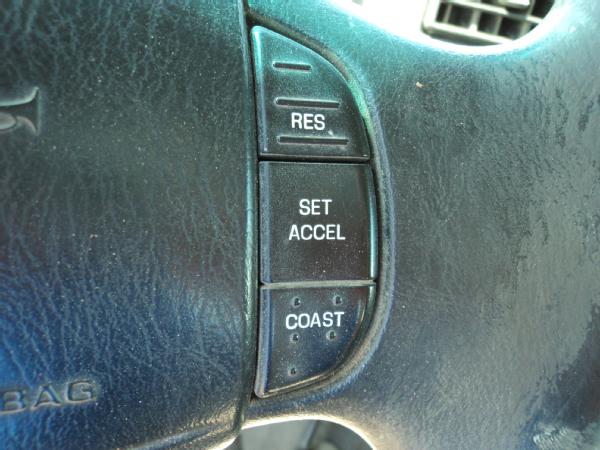 RES
SET
ACCEL
COAST
BAG